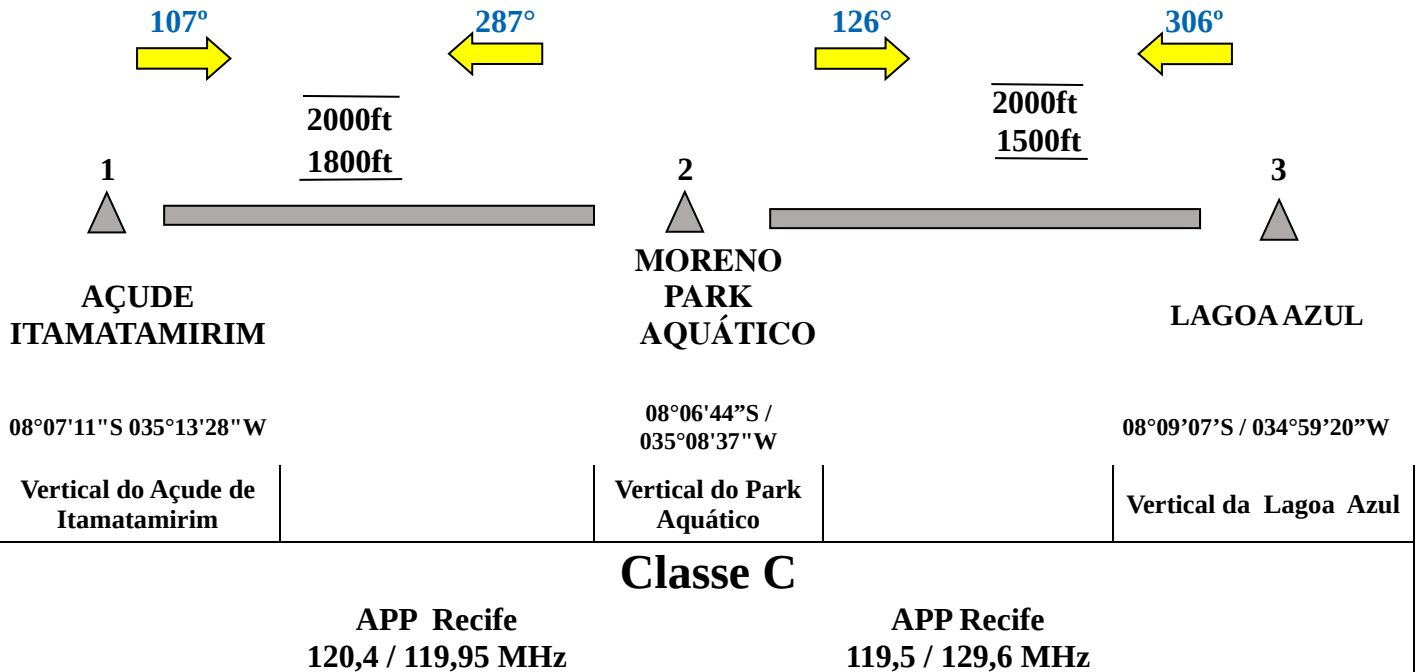 107º 287° 126° 306º
2000ft 2000ft
1800ft 1500ft
1 2 3
MORENO
PARK
AQUÁTICO
AÇUDE
ITAMATAMIRIM
LAGOA AZUL
08°07'11"S 035°13'28"W
08°06'44”S /
035°08'37"W
08°09’07’S / 034°59’20”W
Vertical do Açude de
Itamatamirim
Vertical do Park
Aquático
Vertical da Lagoa Azul
Classe C
APP Recife
120,4 / 119,95 MHz
APP Recife
119,5 / 129,6 MHz